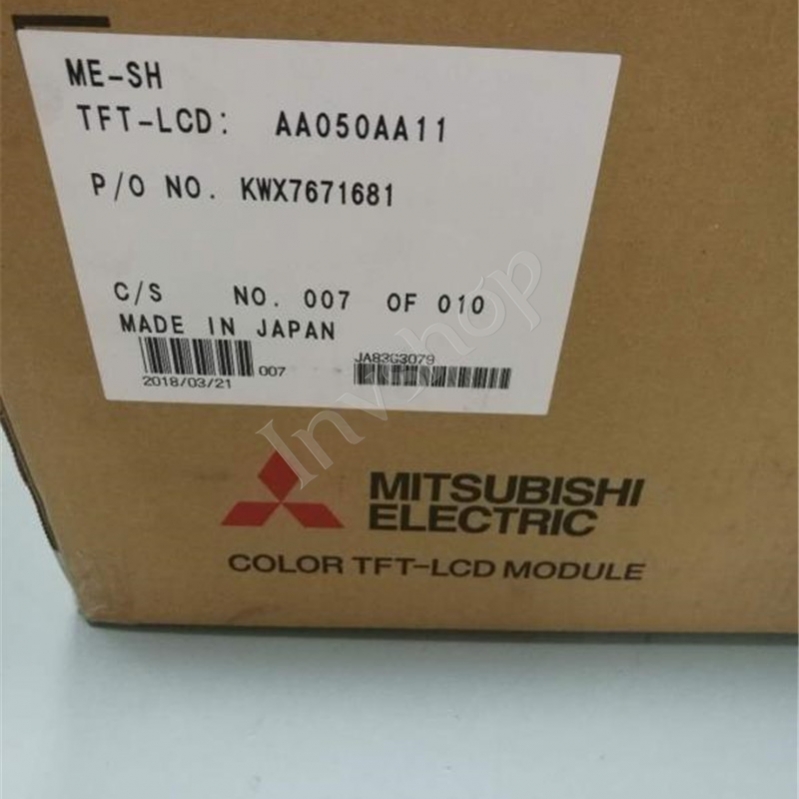 ME-SH
TFT-LCD: AA050AA11
P/O NO. KWX7671681
C/S NO. 007 OF 010
MADE IN JAPAN
007
2018/03/21
JA83G3079
Invshop
MITSUBISHI
ELECTRIC
COLOR TFT-LCD MODULE